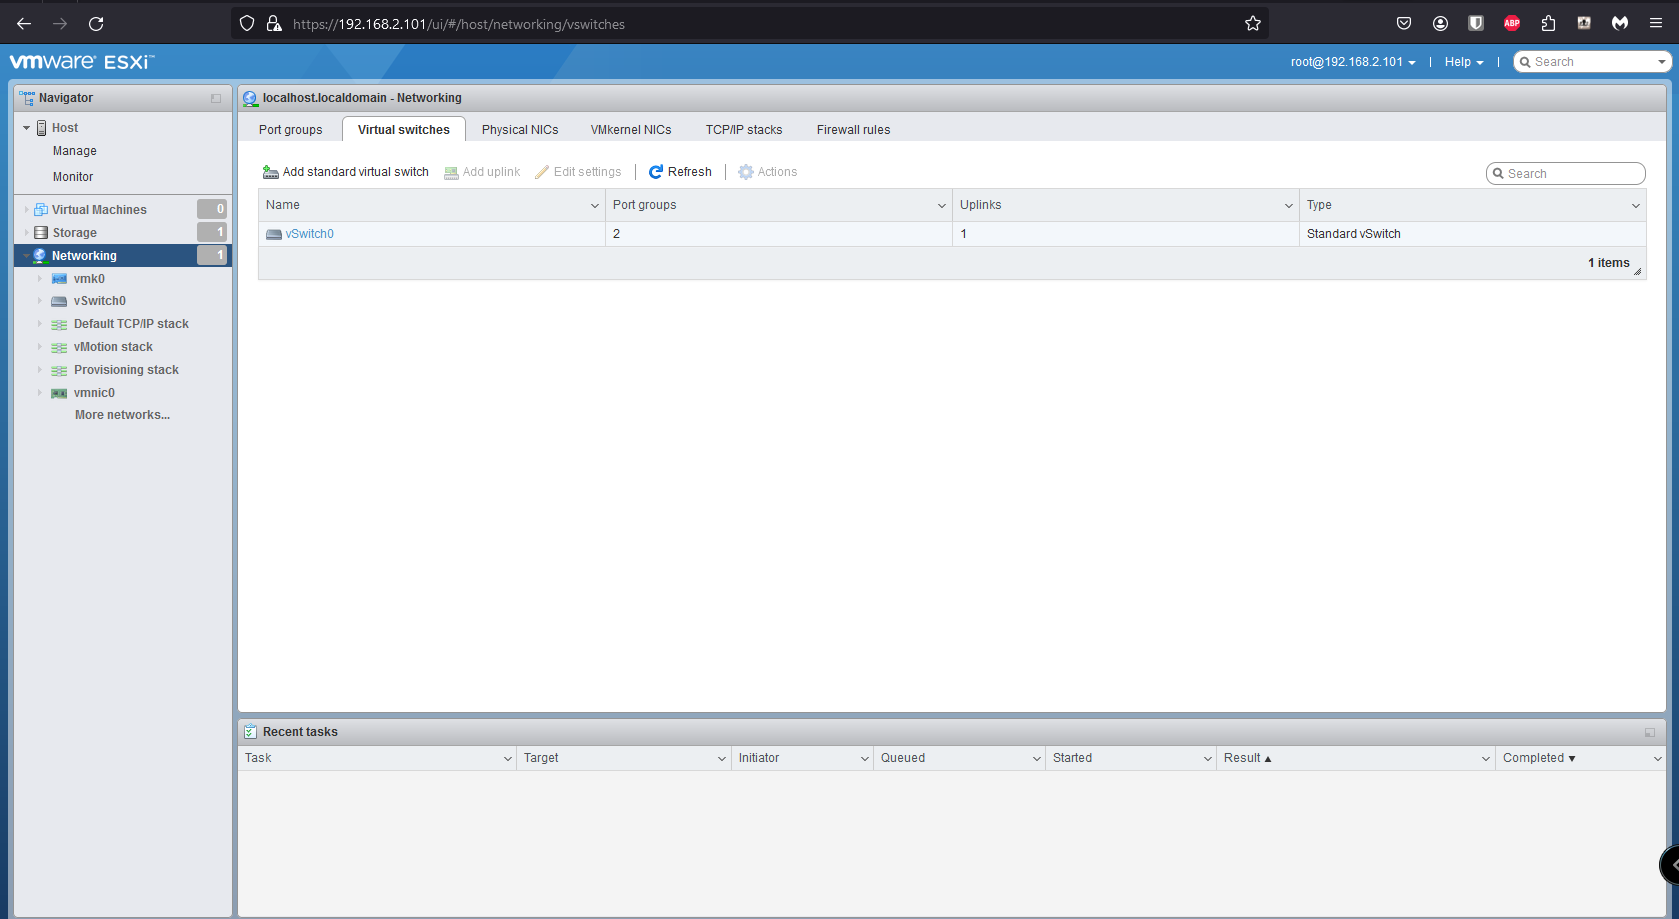 https://192.168.2.101/ui/#/host/networking/vswitches
ABP
vmware® ESXi™
root@192.168.2.101 | Help | Search
Navigator
Host
Manage
Monitor
Virtual Machines 0
Storage 1
Networking 1
vmk0
vSwitch0
Default TCP/IP stack
vMotion stack
Provisioning stack
vmnic0
More networks...
localhost.localdomain - Networking
Port groups Virtual switches Physical NICs VMkernel NICs TCP/IP stacks Firewall rules
Add standard virtual switch Add uplink Edit settings | Refresh | Actions
Search
Name Port groups Uplinks Type
vSwitch0 2 1 Standard vSwitch
1 items
Recent tasks
Task Target Initiator Queued Started Result ▲ Completed ▼